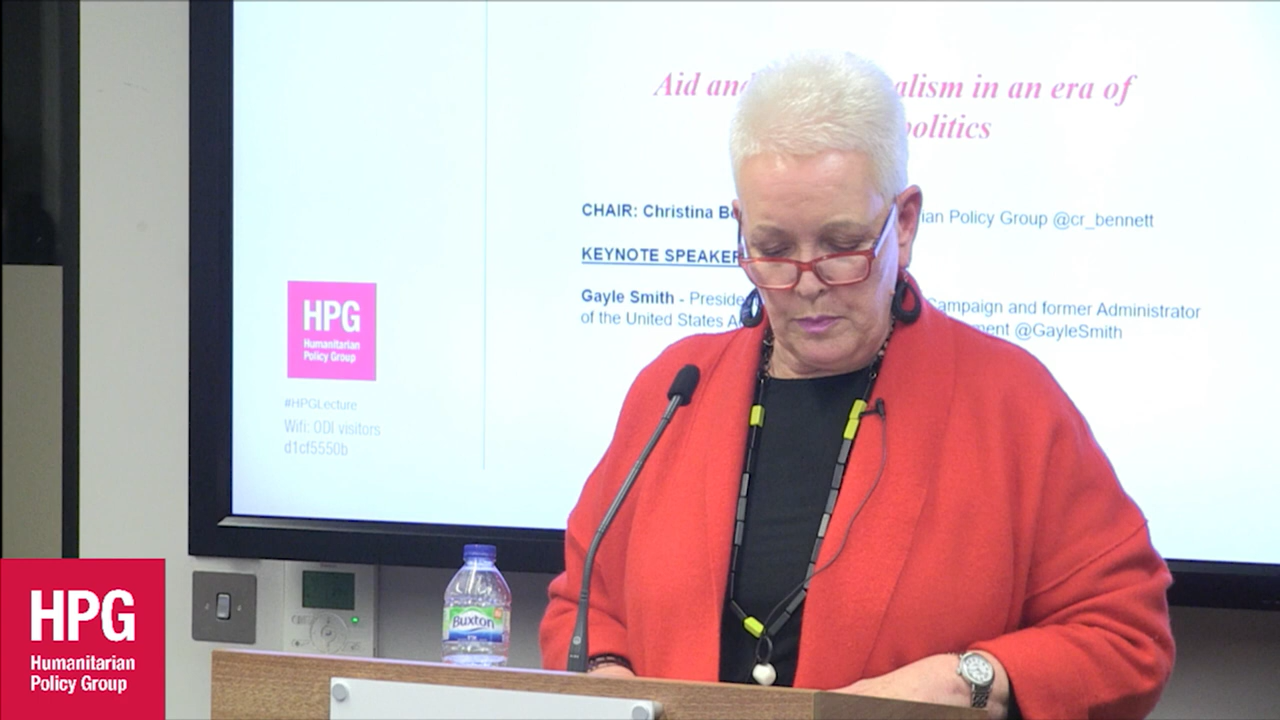 Aid and alism in an era of
politics
CHAIR: Christina Be ian Policy Group @cr_bennett
KEYNOTE SPEAKER
Gayle Smith - Preside Campaign and former Administrator
of the United States A ment @GayleSmith
HPG
Humanitarian
Policy Group
#HPGLecture
Wifi: ODI visitors
d1cf5550b
Buxton
HPG
Humanitarian
Policy Group